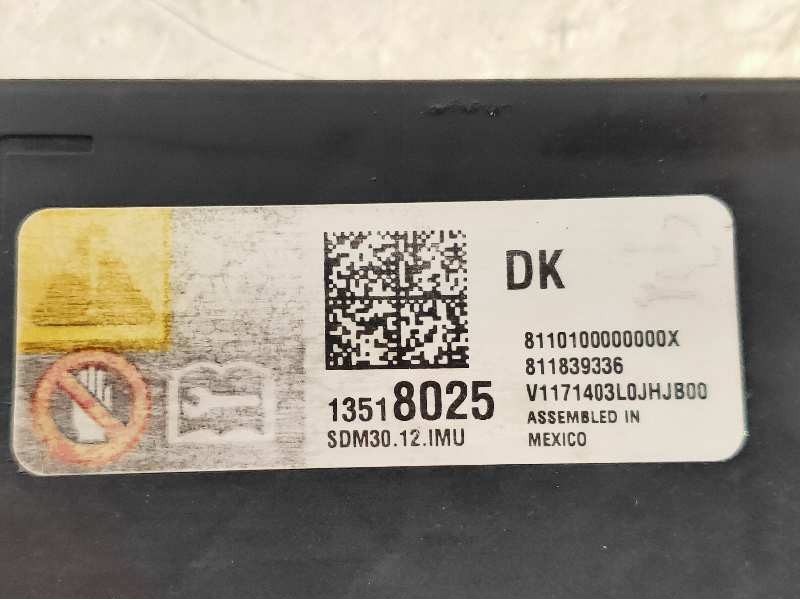 DK
8110100000000X
811839336
V1171403L0JHJB00
ASSEMBLED IN
MEXICO
13518025
SDM30.12.IMU